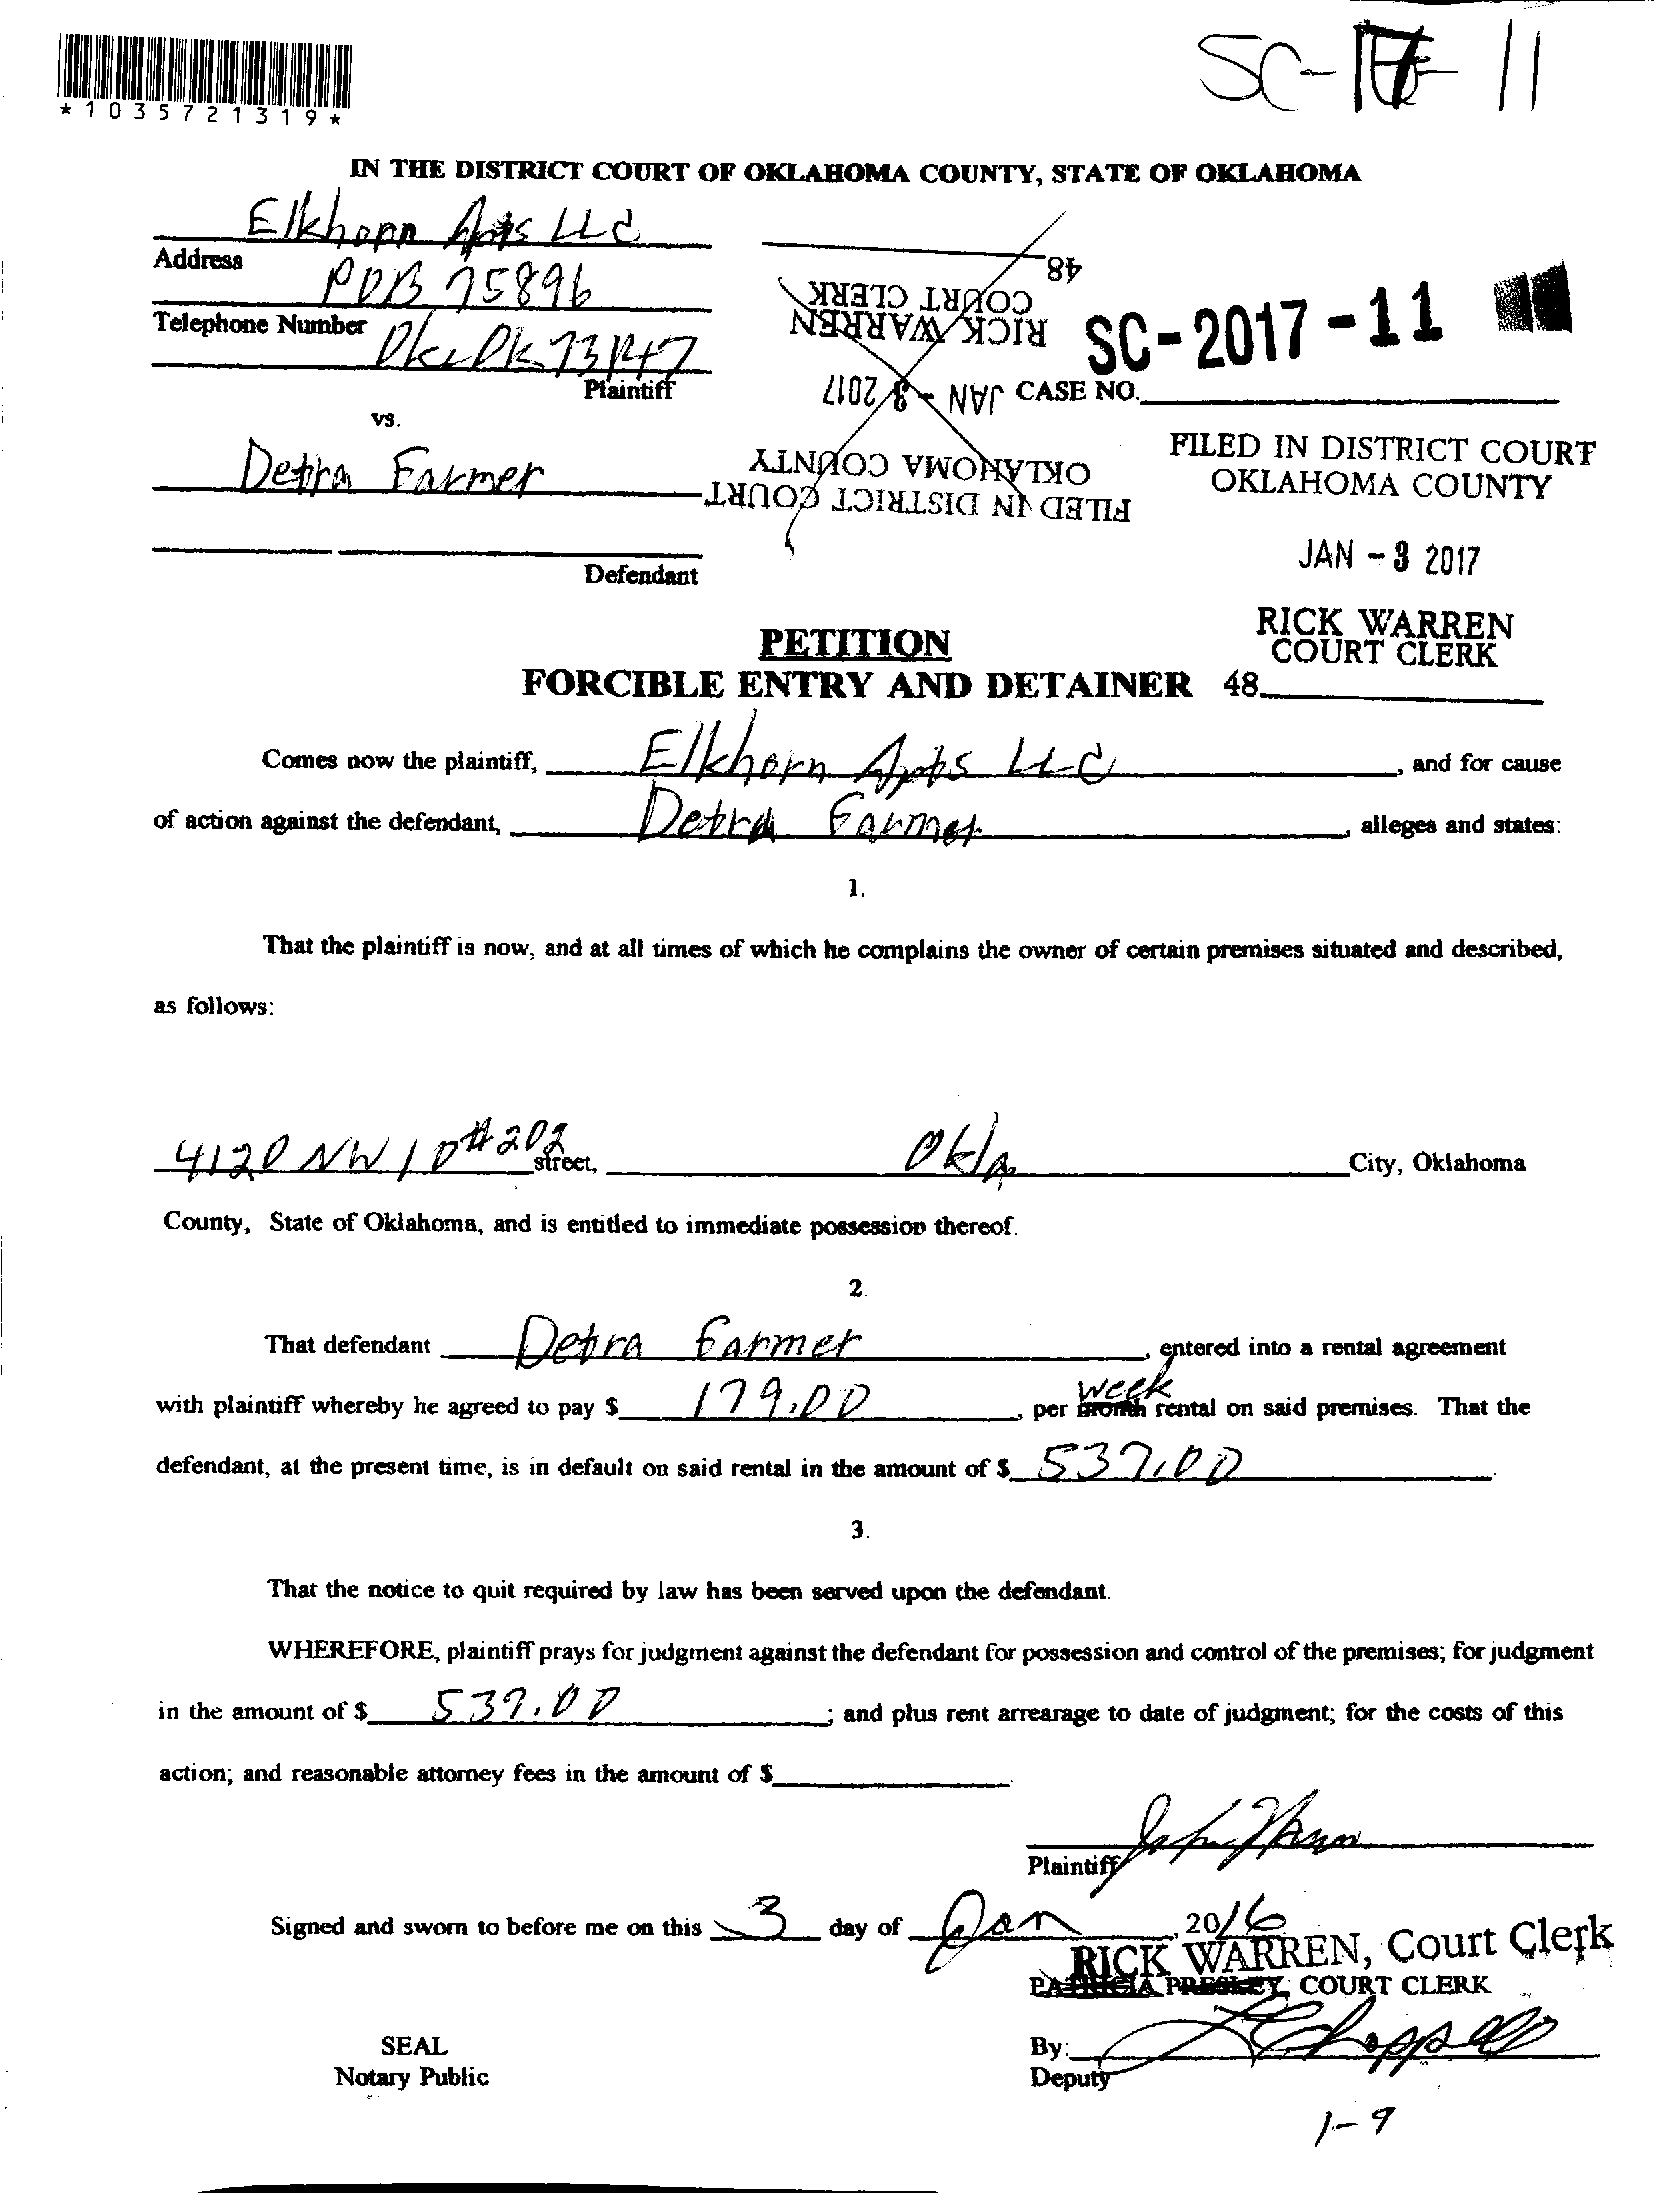 *1035721319*
SC-17-11
IN THE DISTRICT COURT OF OKLAHOMA COUNTY, STATE OF OKLAHOMA
Elkhorn Apts LLC
Address
POB 75896
Telephone Number
Okc Ok 73147
Plaintiff
vs.
Detra Farmer
Defendant
48
COURT CLERK
RICK WARREN
JAN - 3 2017
OKLAHOMA COUNTY
FILED IN DISTRICT COURT
SC-2017-11
CASE NO.
FILED IN DISTRICT COURT
OKLAHOMA COUNTY
JAN - 3 2017
RICK WARREN
COURT CLERK
48
PETITION
FORCIBLE ENTRY AND DETAINER
Comes now the plaintiff, Elkhorn Apts LLC, and for cause
of action against the defendant, Detra Farmer, alleges and states:
1.
That the plaintiff is now, and at all times of which he complains the owner of certain premises situated and described,
as follows:
4120 NW 10 #202 street, Okla City, Oklahoma
County, State of Oklahoma, and is entitled to immediate possession thereof.
2.
That defendant Detra Farmer, entered into a rental agreement
with plaintiff whereby he agreed to pay $ 179.00, per month week rental on said premises. That the
defendant, at the present time, is in default on said rental in the amount of $ 537.00
3.
That the notice to quit required by law has been served upon the defendant.
WHEREFORE, plaintiff prays for judgment against the defendant for possession and control of the premises; for judgment
in the amount of $ 537.00; and plus rent arrearage to date of judgment; for the costs of this
action; and reasonable attorney fees in the amount of $
Plaintiff
Signed and sworn to before me on this 3 day of Jan, 2016
RICK WARREN, Court Clerk
PATRICIA PRESLEY, COURT CLERK
SEAL
Notary Public
By:
Deputy
1-9